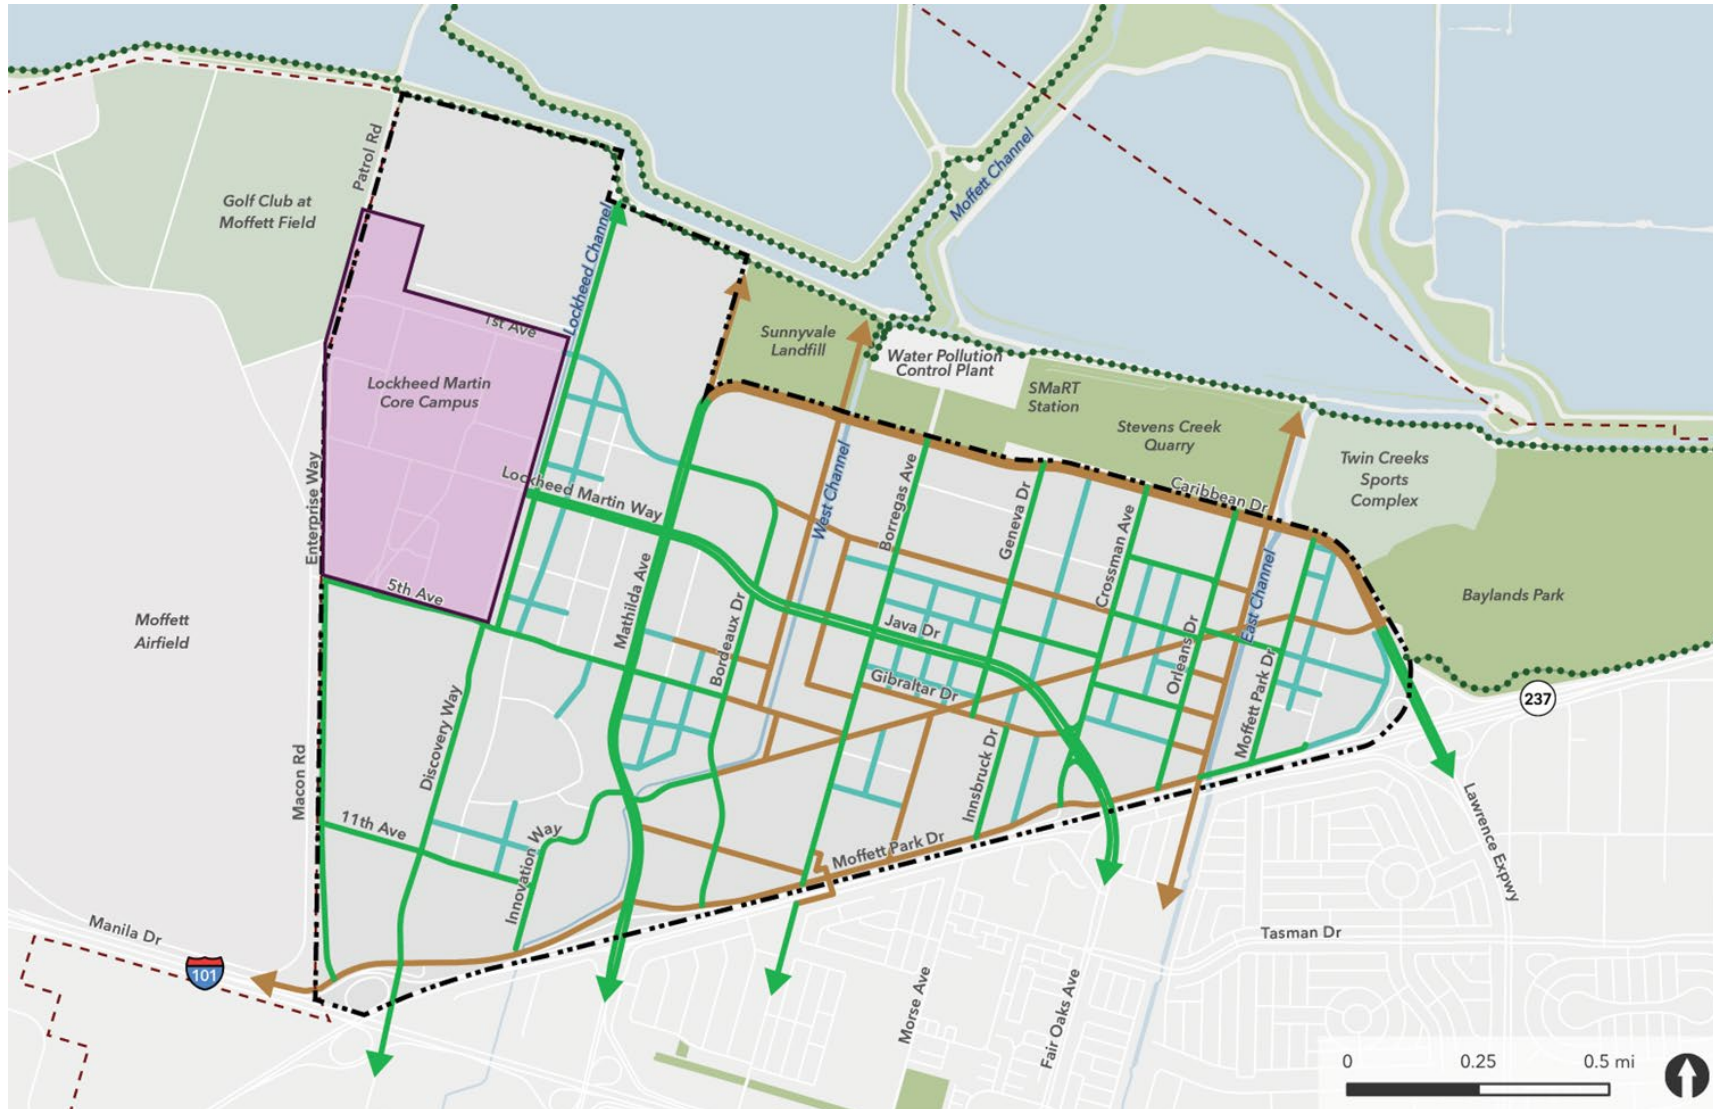 Patrol Rd
Moffett Channel
Golf Club at
Moffett Field
Lockheed Channel
1st Ave
Sunnyvale
Landfill
Water Pollution
Control Plant
SMaRT
Station
Lockheed Martin
Core Campus
Stevens Creek
Quarry
Twin Creeks
Sports
Complex
Enterprise Way
Lockheed Martin Way
West Channel
Borregas Ave
Geneva Dr
Caribbean Dr
Crossman Ave
5th Ave
Mathilda Ave
Bordeaux Dr
Java Dr
East Channel
Baylands Park
Moffett
Airfield
Gibraltar Dr
Orleans Dr
Moffett Park Dr
237
Discovery Way
Macon Rd
11th Ave
Innovation Way
Innsbruck Dr
Moffett Park Dr
Lawrence Expwy
Manila Dr
101
Tasman Dr
Morse Ave
Fair Oaks Ave
0 0.25 0.5 mi